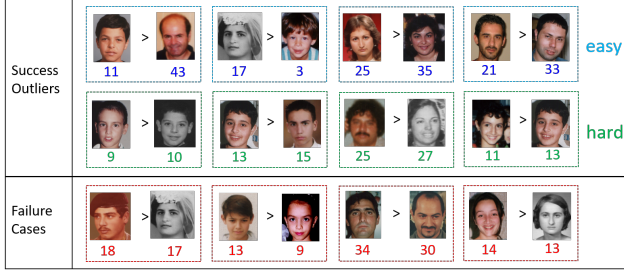 > > > >
11 43 17 3 25 35 21 33 easy
Success
Outliers
> > > >
9 10 13 15 25 27 11 13 hard
Failure
Cases
> > > >
18 17 13 9 34 30 14 13